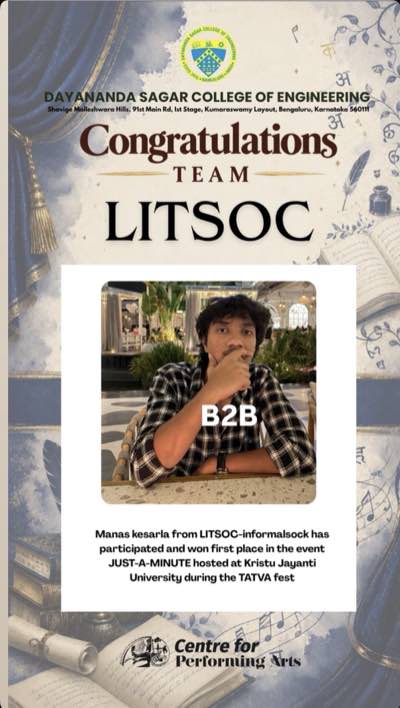 DAYANANDA SAGAR COLLEGE OF ENGINEERING
Shavige Malleshwara Hills, 91st Main Rd, 1st Stage, Kumaraswamy Layout, Bengaluru, Karnataka 560111
Congratulations
TEAM
LITSOC
B2B
Manas kesarla from LITSOC-informalsock has
participated and won first place in the event
JUST-A-MINUTE hosted at Kristu Jayanti
University during the TATVA fest
Centre for
Performing Arts